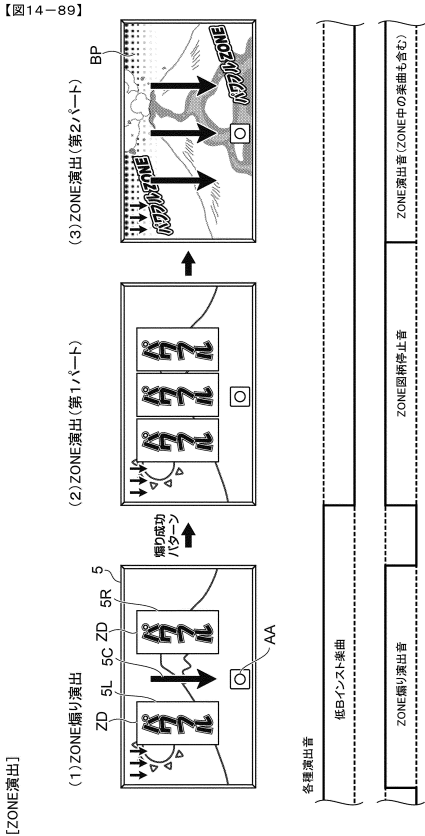 【図14－89】
[ZONE演出]
(1)ZONE煽り演出
ZD
5L
5C
ZD
5R
5
パワフル
パワフル
AA
煽り成功
パターン
(2)ZONE演出(第1パート)
パワフル
パワフル
パワフル
(3)ZONE演出(第2パート)
BP
パワフルZONE
パワフルZONE
各種演出音
低Bインスト楽曲
ZONE煽り演出音
ZONE図柄停止音
ZONE演出音(ZONE中の楽曲も含む)